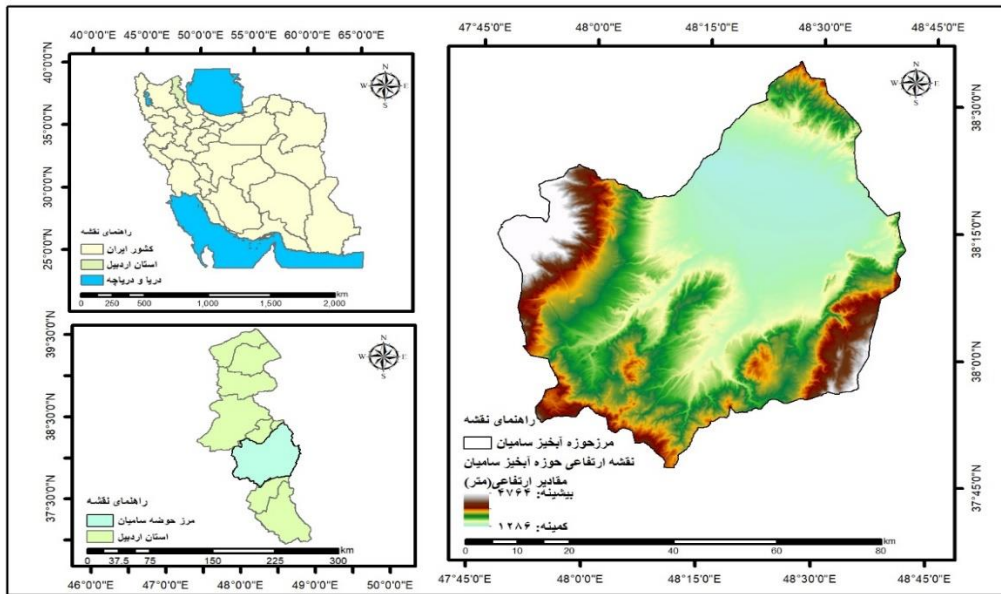 40°0'0"E 45°0'0"E 50°0'0"E 55°0'0"E 60°0'0"E 65°0'0"E
40°0'0"N
35°0'0"N
30°0'0"N
25°0'0"N
N
W E
S
راهنمای نقشه
کشور ایران
استان اردبیل
دریا و دریاچه
km
0 250 500 1,000 1,500 2,000
39°30'0"N
38°30'0"N
37°30'0"N
N
W E
S
راهنمای نقشه
مرز حوضه سامیان
استان اردبیل
km
0 37.5 75 150 225 300
46°0'0"E 47°0'0"E 48°0'0"E 49°0'0"E 50°0'0"E
47°45'0"E 48°0'0"E 48°15'0"E 48°30'0"E 48°45'0"E
N
W E
S
38°30'0"N
38°15'0"N
38°0'0"N
37°45'0"N
راهنمای نقشه
مرزحوزه آبخیز سامیان
نقشه ارتفاعی حوزه آبخیز سامیان
مقادیر ارتفاعی(متر)
بیشینه: ۴۷۶۴
کمینه: ۱۲۸۶
km
0 5 10 20 40 60 80
47°45'0"E 48°0'0"E 48°15'0"E 48°30'0"E 48°45'0"E